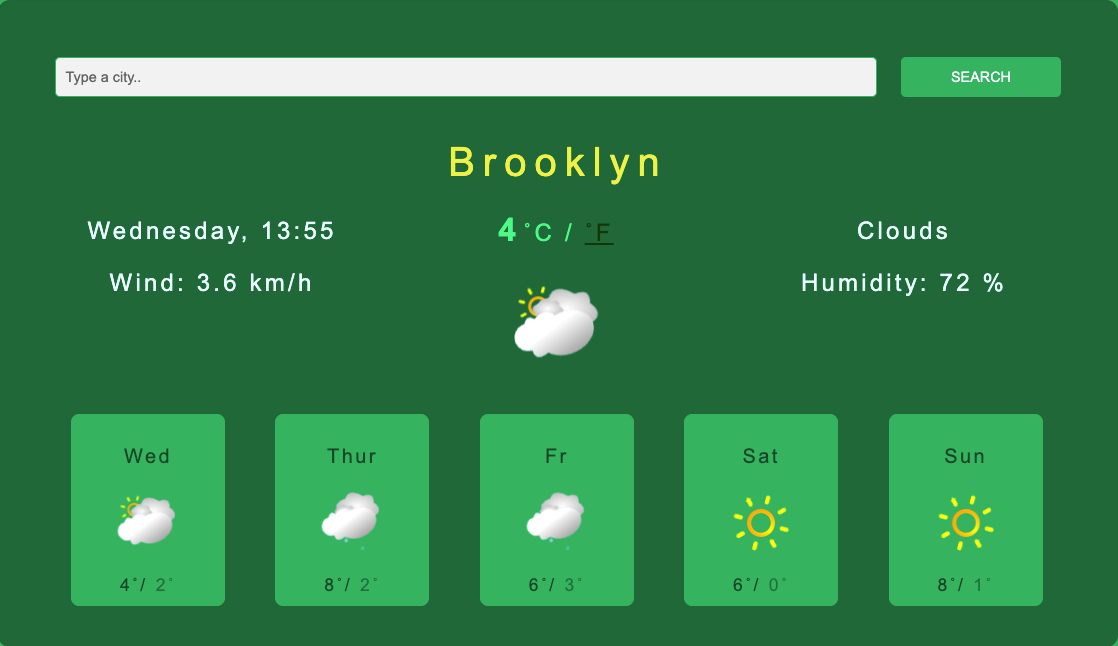 Type a city..
SEARCH
Brooklyn
Wednesday, 13:55
4 °C / °F
Clouds
Wind: 3.6 km/h
Humidity: 72 %
Wed
Thur
Fr
Sat
Sun
4°/ 2°
8°/ 2°
6°/ 3°
6°/ 0°
8°/ 1°